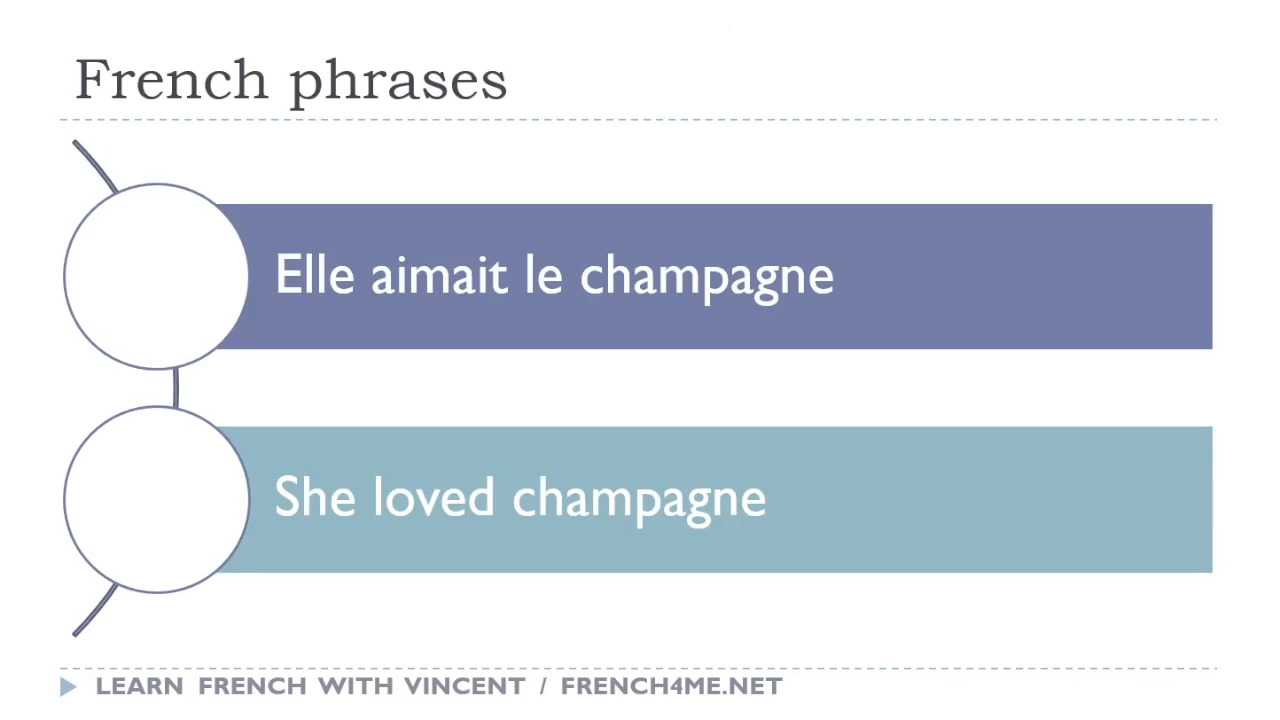 French phrases
Elle aimait le champagne
She loved champagne
LEARN FRENCH WITH VINCENT / FRENCH4ME.NET